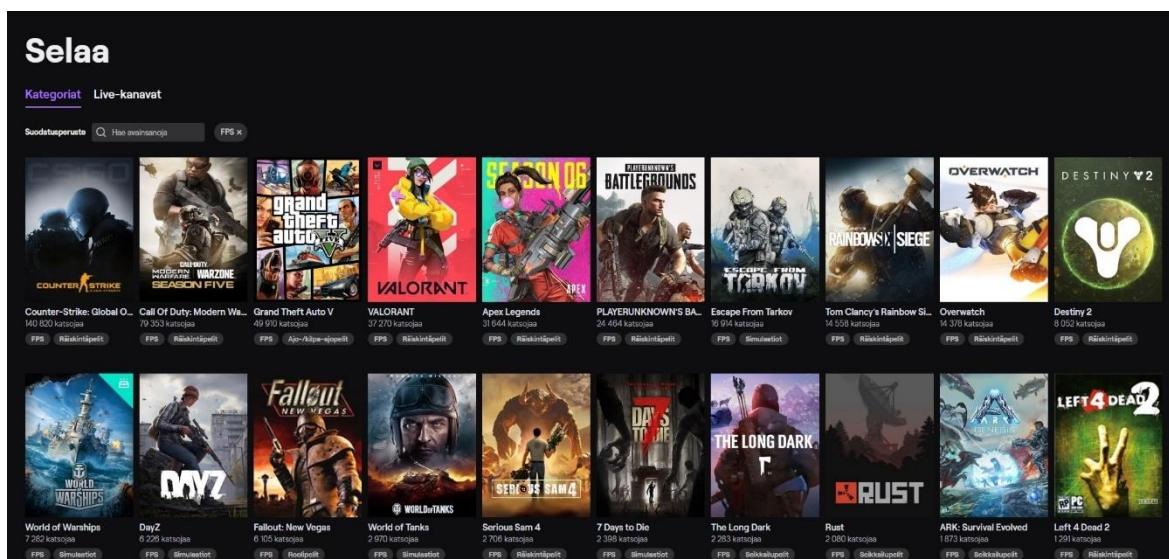 Selaa
Kategoriat Live-kanavat
Suodatusperuste Hae avainsanoja FPS ×
CS:GO
COUNTER STRIKE
CALL OF DUTY
MODERN WARFARE WARZONE
SEASON FIVE
grand theft auto V
VALORANT
SEASON 06
APEX
PLAYERUNKNOWN'S
BATTLEGROUNDS
ESCAPE FROM TARKOV
RAINBOW SIX SIEGE
OVERWATCH
DESTINY 2
Counter-Strike: Global O... Call Of Duty: Modern Wa... Grand Theft Auto V VALORANT Apex Legends PLAYERUNKNOWN'S BA... Escape From Tarkov Tom Clancy's Rainbow Si... Overwatch Destiny 2
140 820 katsojaa 79 353 katsojaa 49 910 katsojaa 37 270 katsojaa 31 644 katsojaa 24 464 katsojaa 16 914 katsojaa 14 558 katsojaa 14 378 katsojaa 8 052 katsojaa
FPS Räiskintäpelit FPS Räiskintäpelit FPS Ajo-/kilpa-ajopelit FPS Räiskintäpelit FPS Räiskintäpelit FPS Räiskintäpelit FPS Simulaatiot FPS Räiskintäpelit FPS Räiskintäpelit FPS Räiskintäpelit
WORLD OF WARSHIPS
DAYZ
Fallout
NEW VEGAS
WORLD OF TANKS
SERIOUS SAM 4
7 DAYS TO DIE
THE LONG DARK
RUST
ARK
GENESIS
LEFT 4 DEAD 2
PC
World of Warships DayZ Fallout: New Vegas World of Tanks Serious Sam 4 7 Days to Die The Long Dark Rust ARK: Survival Evolved Left 4 Dead 2
7 282 katsojaa 6 226 katsojaa 6 105 katsojaa 2 970 katsojaa 2 706 katsojaa 2 398 katsojaa 2 283 katsojaa 2 080 katsojaa 1 873 katsojaa 1 291 katsojaa
FPS Simulaatiot FPS Simulaatiot FPS Roolipelit FPS Simulaatiot FPS Räiskintäpelit FPS Simulaatiot FPS Seikkailupelit FPS Seikkailupelit FPS Seikkailupelit FPS Räiskintäpelit